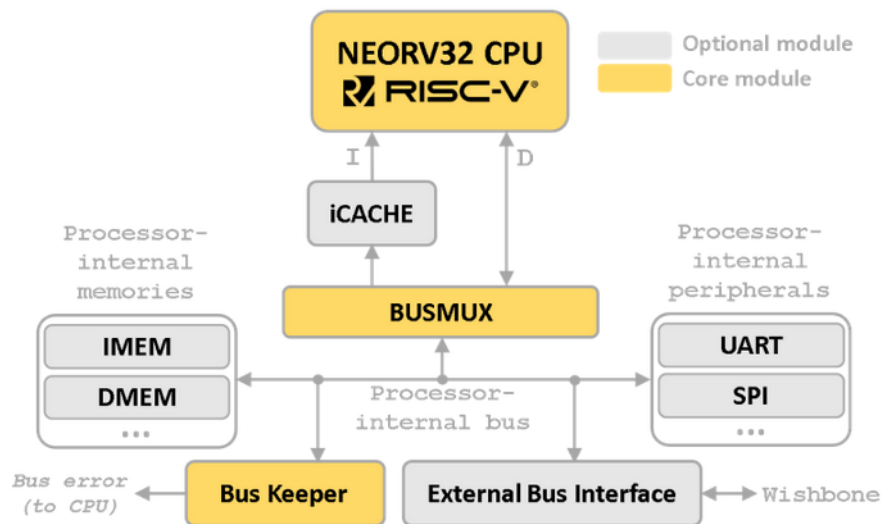 NEORV32 CPU
RISC-V®
Optional module
Core module
I
D
iCACHE
Processor-
internal
memories
Processor-
internal
peripherals
BUSMUX
IMEM
DMEM
...
UART
SPI
...
Processor-
internal bus
Bus error
(to CPU)
Bus Keeper
External Bus Interface
Wishbone